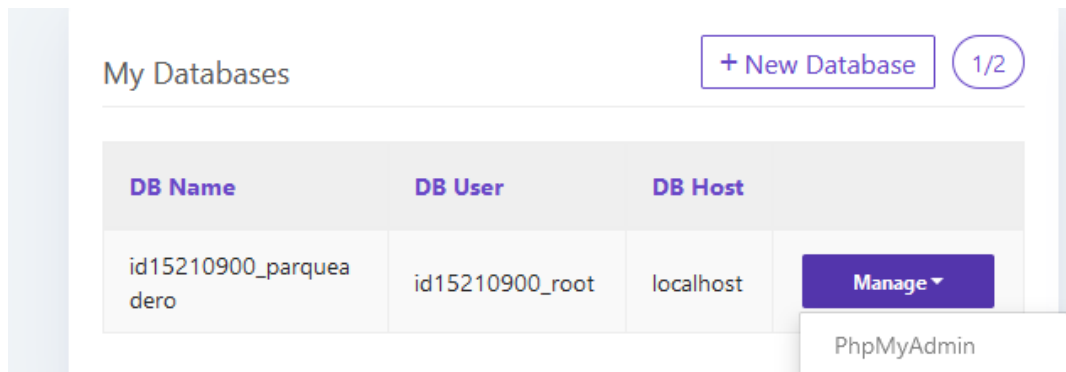 My Databases
+ New Database
1/2
DB Name
DB User
DB Host
id15210900_parquea
dero
id15210900_root
localhost
Manage
PhpMyAdmin